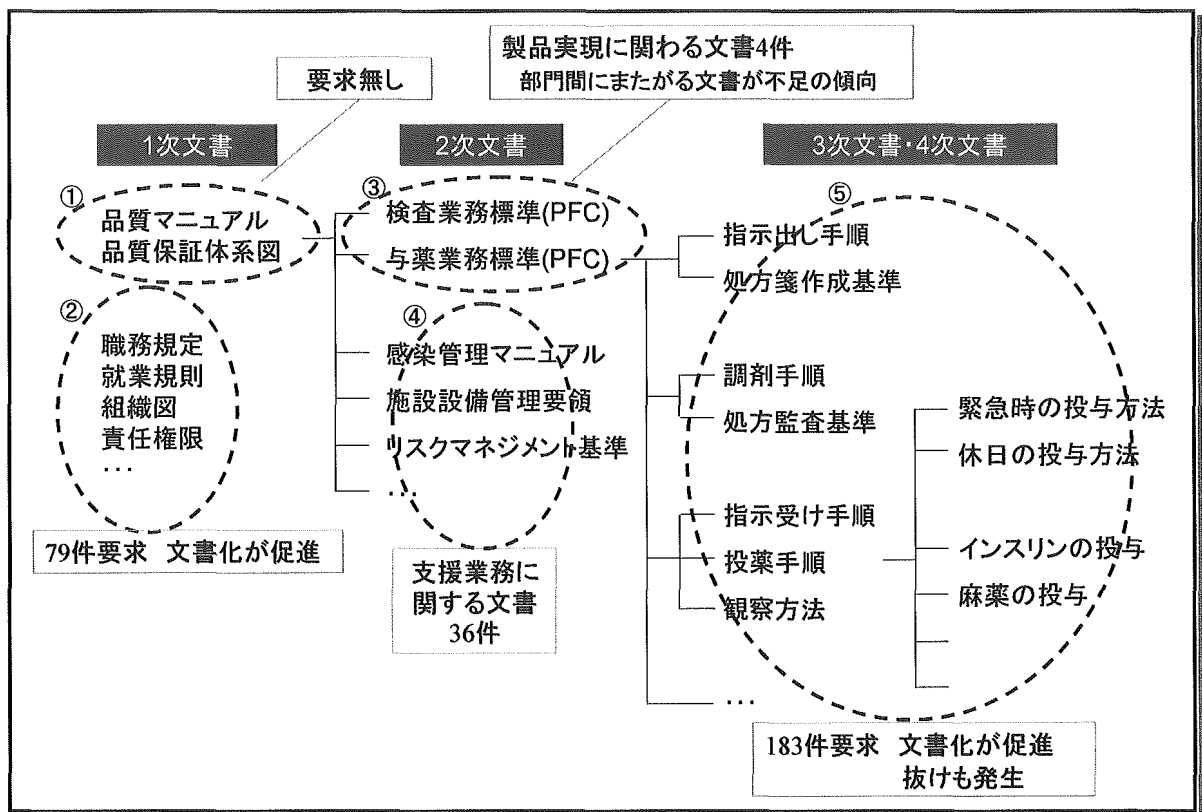 製品実現に関わる文書4件
部門間にまたがる文書が不足の傾向
要求無し
1次文書
2次文書
3次文書・4次文書
①
品質マニュアル
品質保証体系図
②
職務規定
就業規則
組織図
責任権限
…
79件要求 文書化が促進
③
検査業務標準(PFC)
与薬業務標準(PFC)
④
感染管理マニュアル
施設設備管理要領
リスクマネジメント基準
…
支援業務に
関する文書
36件
⑤
指示出し手順
処方箋作成基準
調剤手順
処方監査基準
指示受け手順
投薬手順
観察方法
…
緊急時の投与方法
休日の投与方法
インスリンの投与
麻薬の投与
183件要求 文書化が促進
抜けも発生